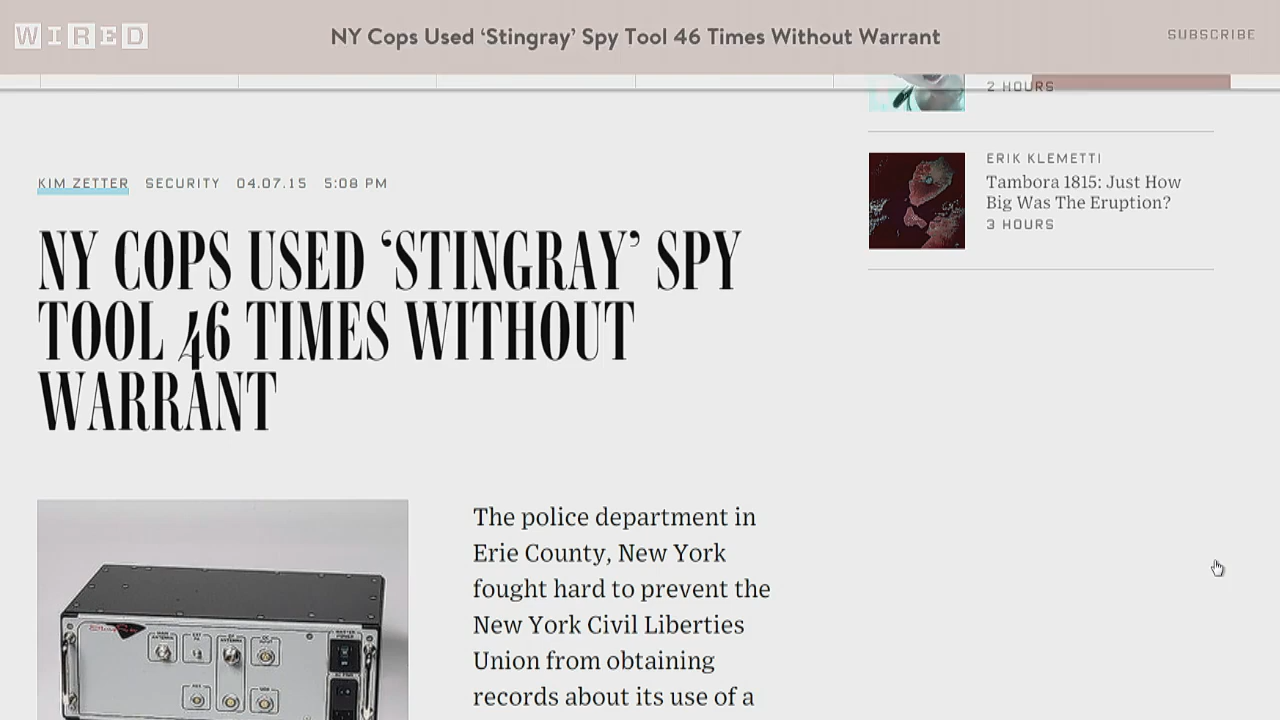 WIRED
NY Cops Used ‘Stingray’ Spy Tool 46 Times Without Warrant
SUBSCRIBE
2 HOURS
ERIK KLEMETTI
Tambora 1815: Just How
Big Was The Eruption?
3 HOURS
KIM ZETTER SECURITY 04.07.15 5:08 PM
NY COPS USED ‘STINGRAY’ SPY
TOOL 46 TIMES WITHOUT
WARRANT
The police department in
Erie County, New York
fought hard to prevent the
New York Civil Liberties
Union from obtaining
records about its use of a